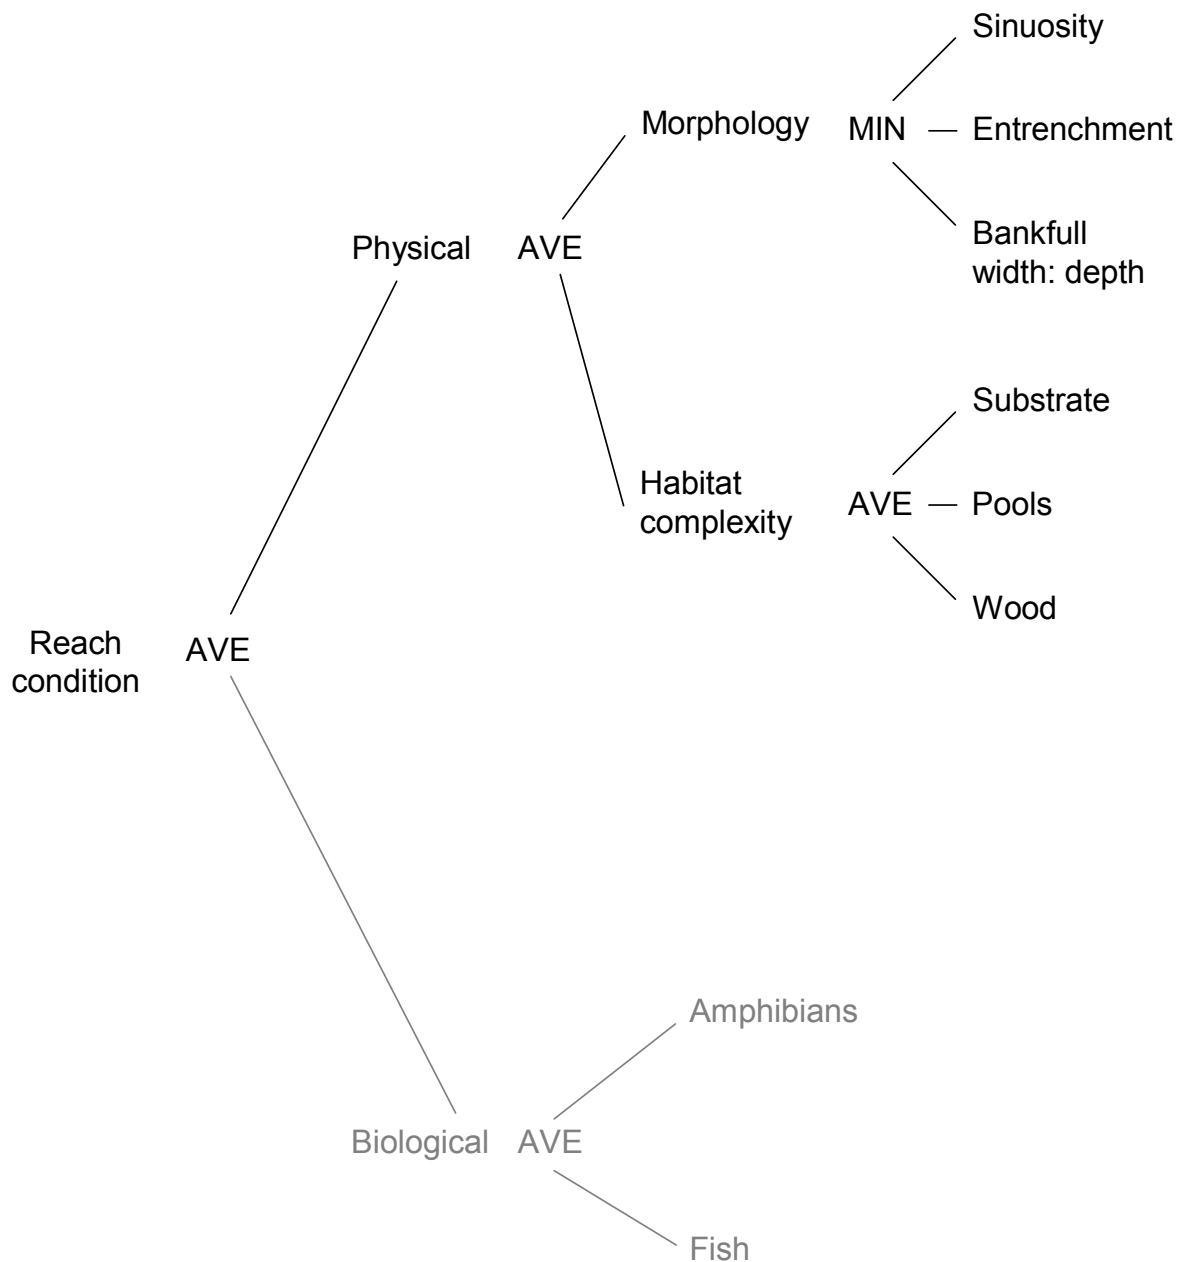 Sinuosity
Morphology MIN Entrenchment
Bankfull
width: depth
Physical AVE
Substrate
Habitat
complexity
AVE Pools
Wood
Reach
condition
AVE
Amphibians
Biological AVE
Fish